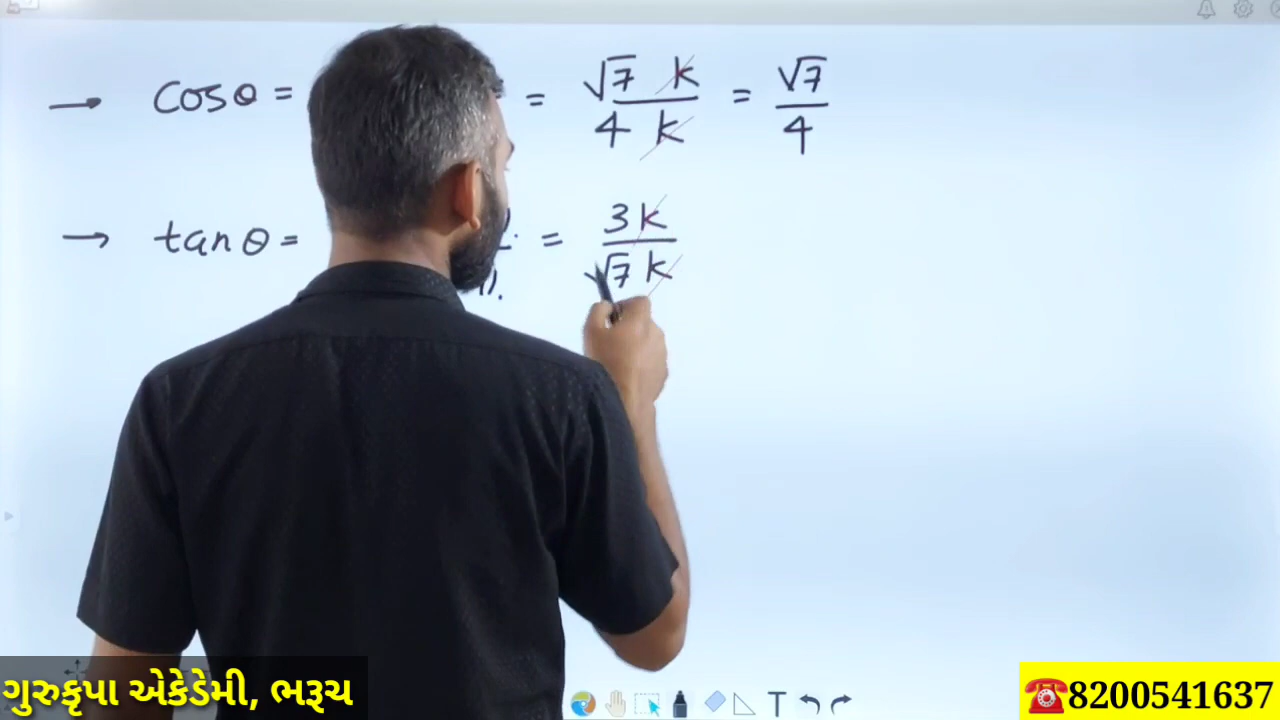 → cosθ = = √7 k / 4 k = √7 / 4
→ tanθ = = 3k / √7 k
ગુરુકૃપા એકેડેમી, ભરૂચ
☎8200541637
T